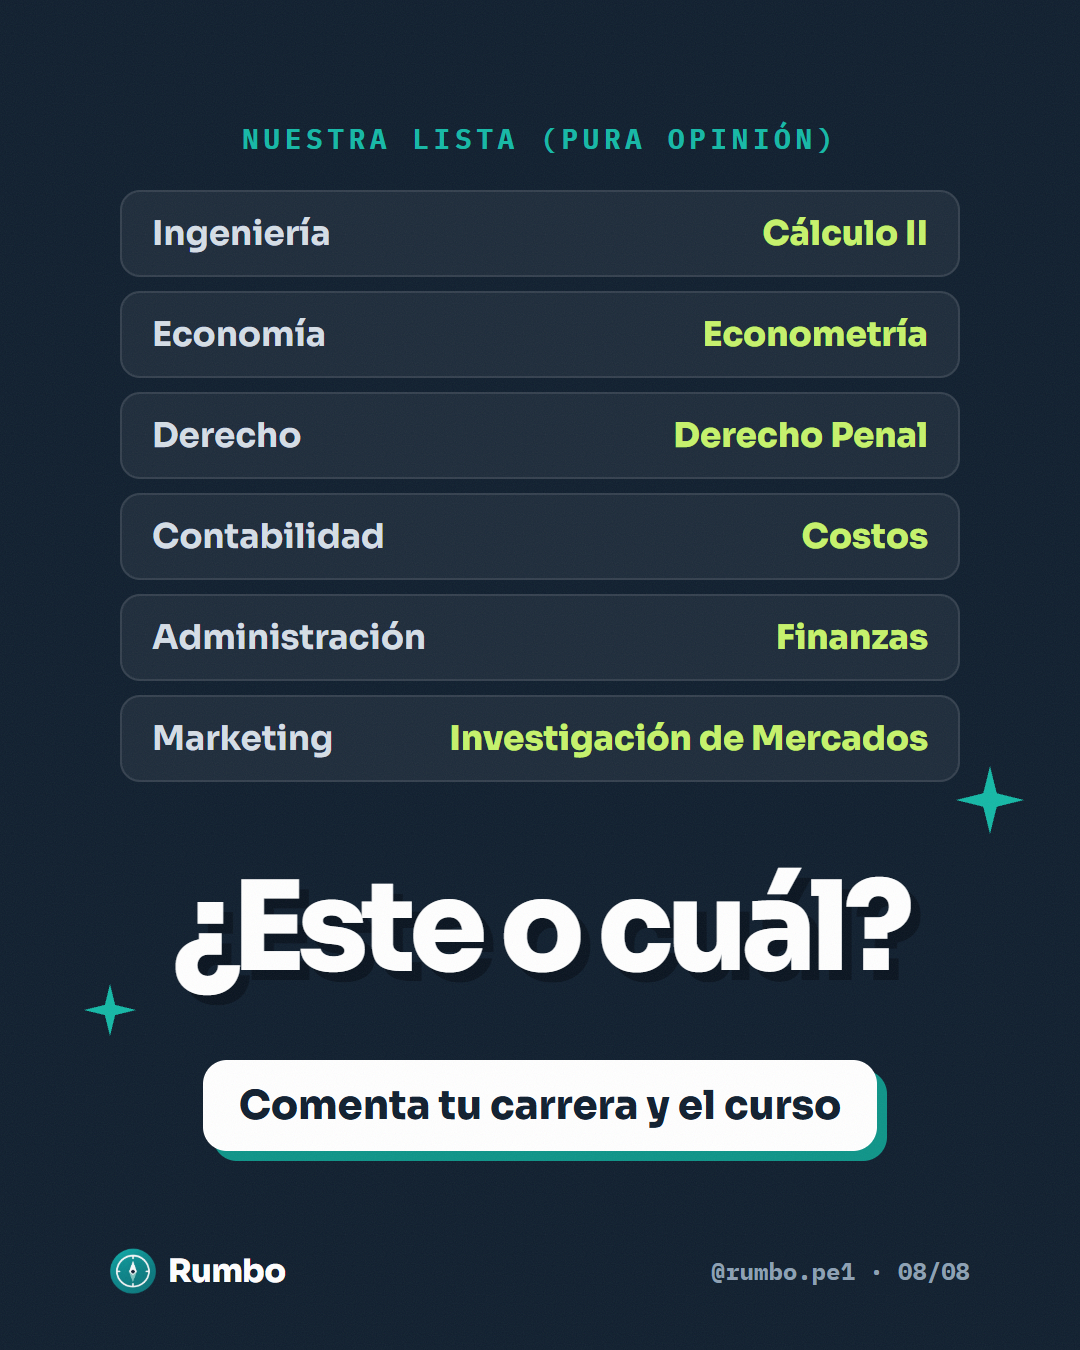 NUESTRA LISTA (PURA OPINIÓN)
Ingeniería Cálculo II
Economía Econometría
Derecho Derecho Penal
Contabilidad Costos
Administración Finanzas
Marketing Investigación de Mercados
¿Este o cuál?
Comenta tu carrera y el curso
Rumbo @rumbo.pe1 · 08/08